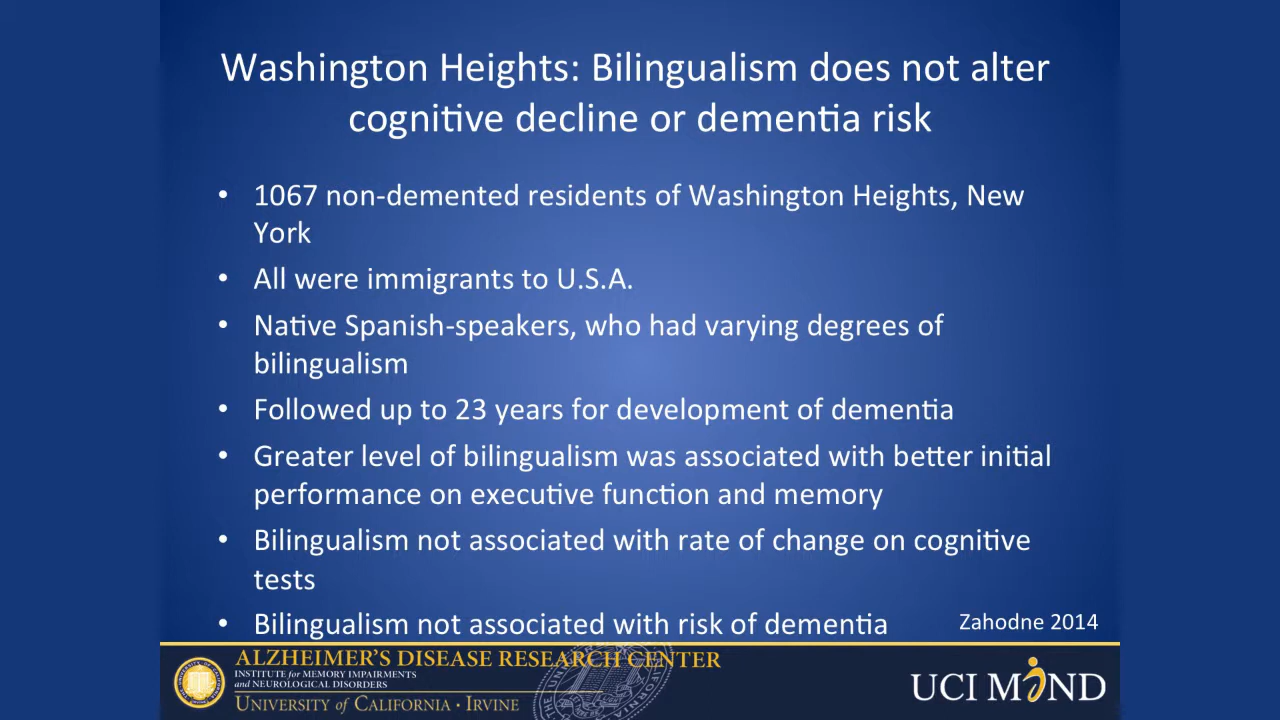 Washington Heights: Bilingualism does not alter
cognitive decline or dementia risk
• 1067 non-demented residents of Washington Heights, New
York
• All were immigrants to U.S.A.
• Native Spanish-speakers, who had varying degrees of
bilingualism
• Followed up to 23 years for development of dementia
• Greater level of bilingualism was associated with better initial
performance on executive function and memory
• Bilingualism not associated with rate of change on cognitive
tests
• Bilingualism not associated with risk of dementia
Zahodne 2014
ALZHEIMER'S DISEASE RESEARCH CENTER
INSTITUTE for MEMORY IMPAIRMENTS
and NEUROLOGICAL DISORDERS
UNIVERSITY of CALIFORNIA • IRVINE
UCI MIND